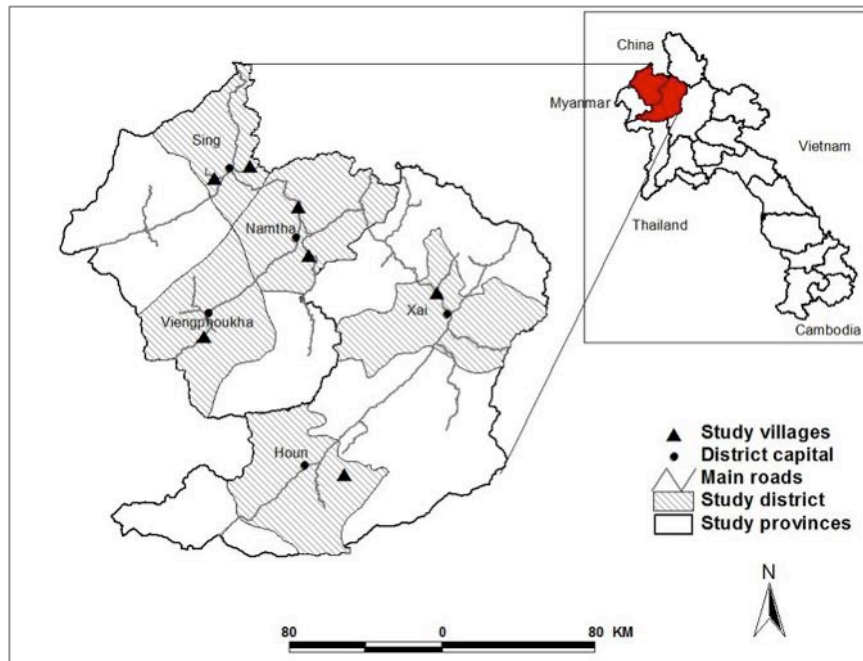 China
Myanmar
Vietnam
Thailand
Cambodia
Sing
Namtha
Viengphoukha
Xai
Houn
Study villages
District capital
Main roads
Study district
Study provinces
N
80 0 80 KM